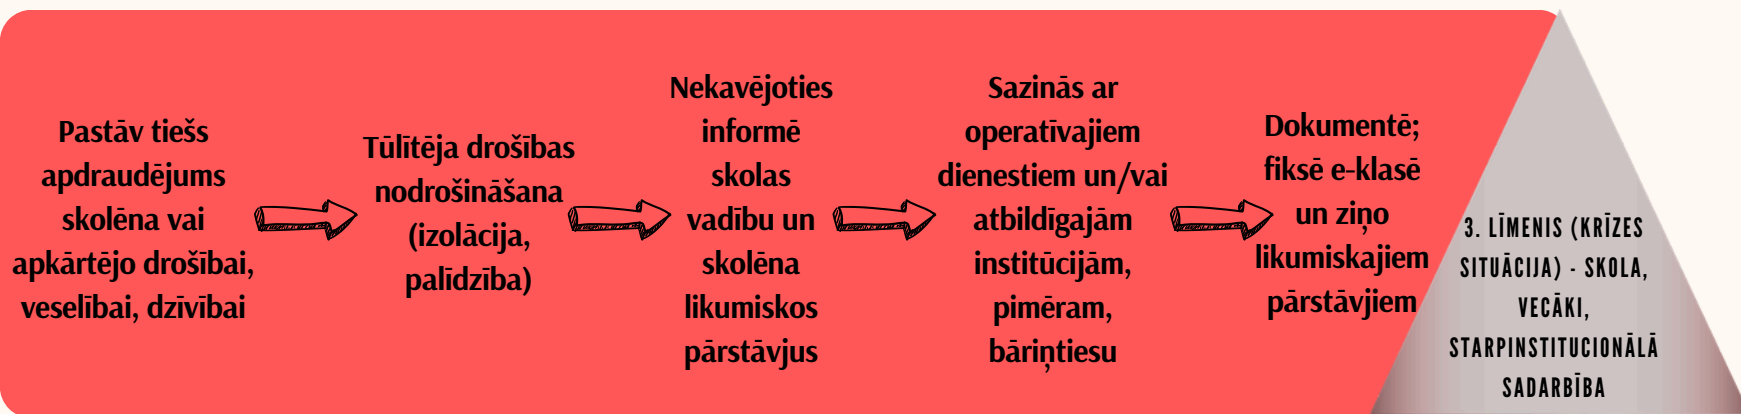 Pastāv tiešs
apdraudējums
skolēna vai
apkārtējo drošībai,
veselībai, dzīvībai
Tūlītēja drošības
nodrošināšana
(izolācija,
palīdzība)
Nekavējoties
informē
skolas
vadību un
skolēna
likumiskos
pārstāvjus
Sazinās ar
operatīvajiem
dienestiem un/vai
atbildīgajām
institūcijām,
pimēram,
bāriņtiesu
Dokumentē;
fiksē e-klasē
un ziņo
likumiskajiem
pārstāvjiem
3. LĪMENIS (KRĪZES
SITUĀCIJA) - SKOLA,
VECĀKI,
STARPINSTITUCIONĀLĀ
SADARBĪBA